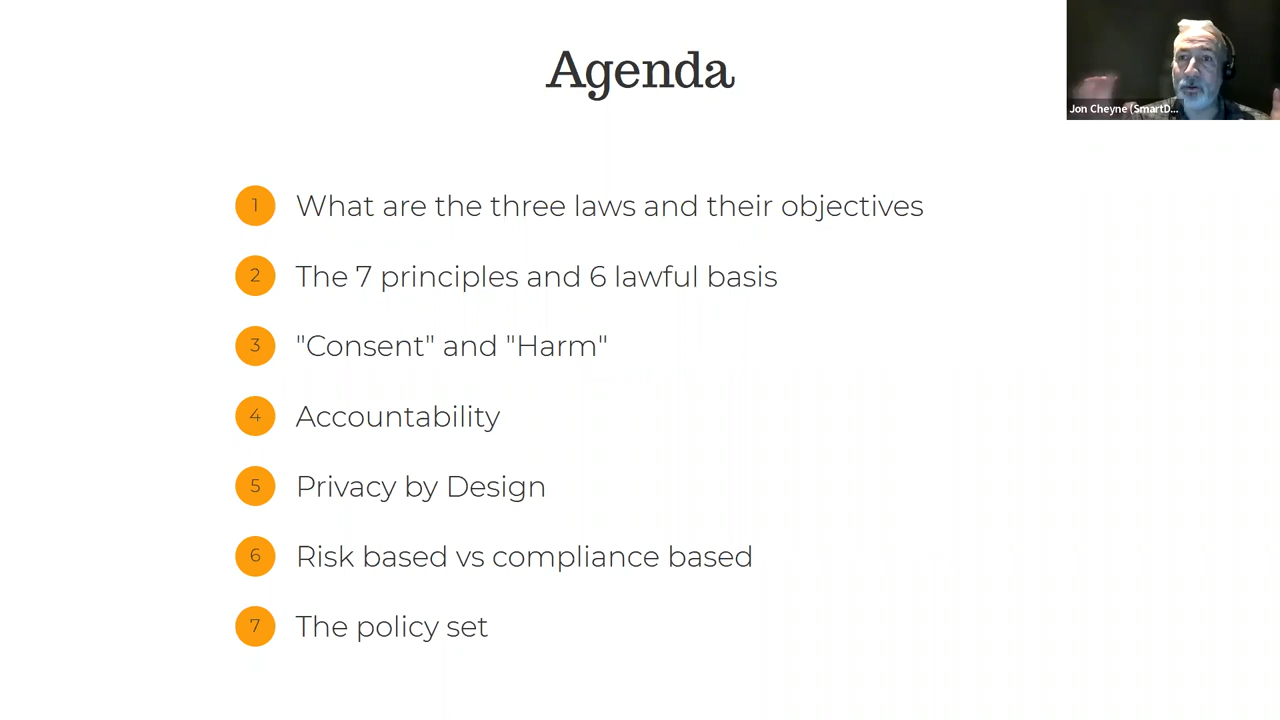 Agenda
Jon Cheyne (SmartD...
1 What are the three laws and their objectives
2 The 7 principles and 6 lawful basis
3 "Consent" and "Harm"
4 Accountability
5 Privacy by Design
6 Risk based vs compliance based
7 The policy set